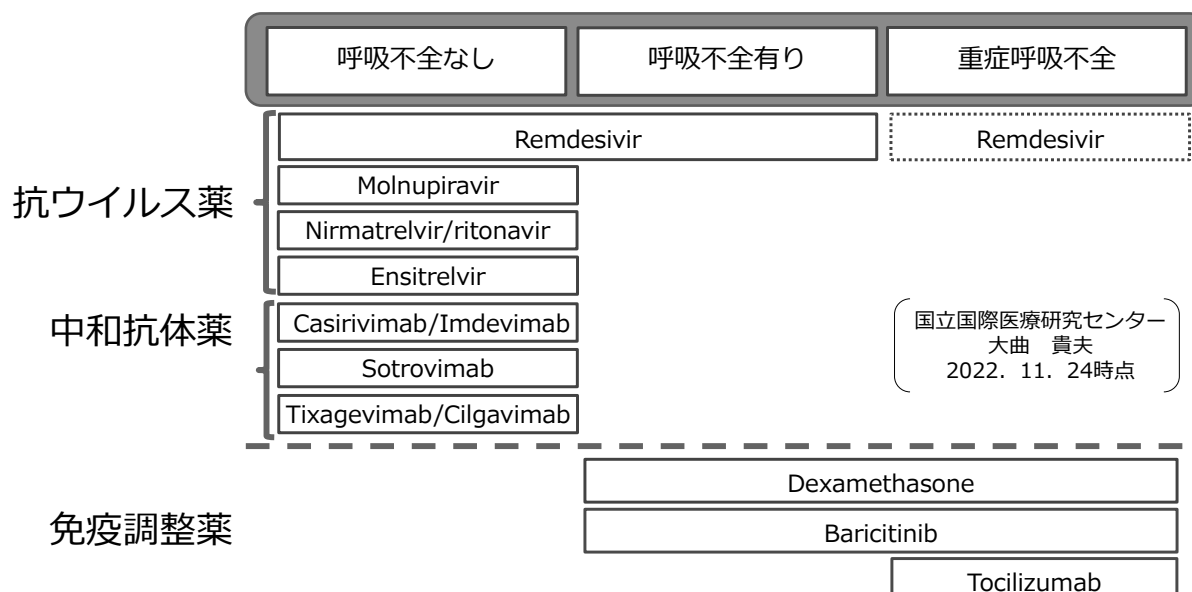 呼吸不全なし
呼吸不全有り
重症呼吸不全
抗ウイルス薬
Remdesivir
Remdesivir
Molnupiravir
Nirmatrelvir/ritonavir
Ensitrelvir
中和抗体薬
Casirivimab/Imdevimab
Sotrovimab
Tixagevimab/Cilgavimab
国立国際医療研究センター
大曲 貴夫
2022. 11. 24時点
免疫調整薬
Dexamethasone
Baricitinib
Tocilizumab